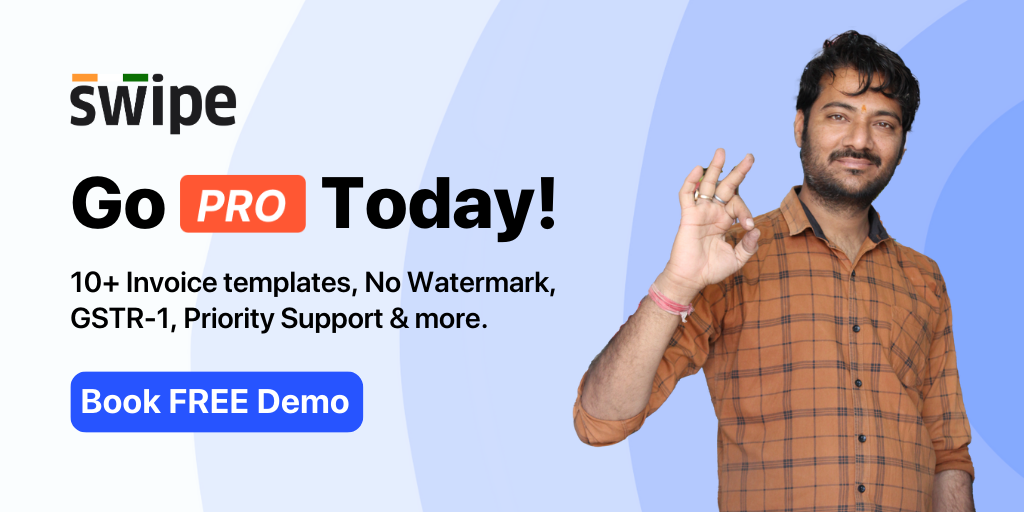 swipe
Go PRO Today!
10+ Invoice templates, No Watermark,
GSTR-1, Priority Support & more.
Book FREE Demo